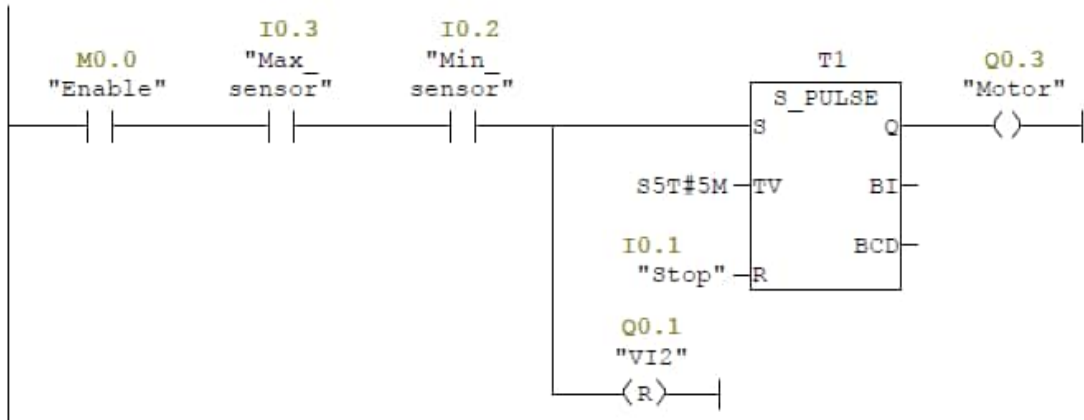 I0.3 I0.2
M0.0 "Max_ "Min_ T1 Q0.3
"Enable" sensor" sensor" "Motor"
S_PULSE
S Q
S5T#5M TV BI
I0.1 BCD
"Stop" R
Q0.1
"VI2"
(R)